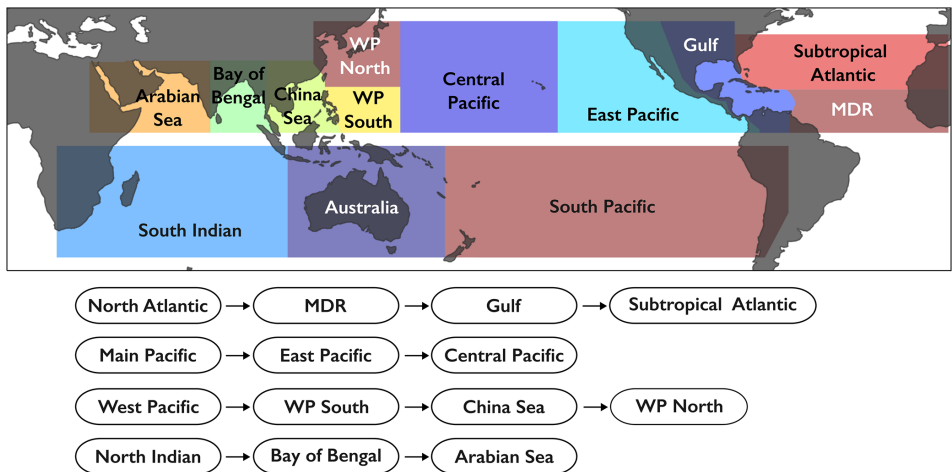 WP
North
Gulf
Subtropical
Atlantic
Bay of
Bengal
Arabian
Sea
China
Sea
WP
South
Central
Pacific
East Pacific
MDR
South Indian
Australia
South Pacific
North Atlantic
MDR
Gulf
Subtropical Atlantic
Main Pacific
East Pacific
Central Pacific
West Pacific
WP South
China Sea
WP North
North Indian
Bay of Bengal
Arabian Sea